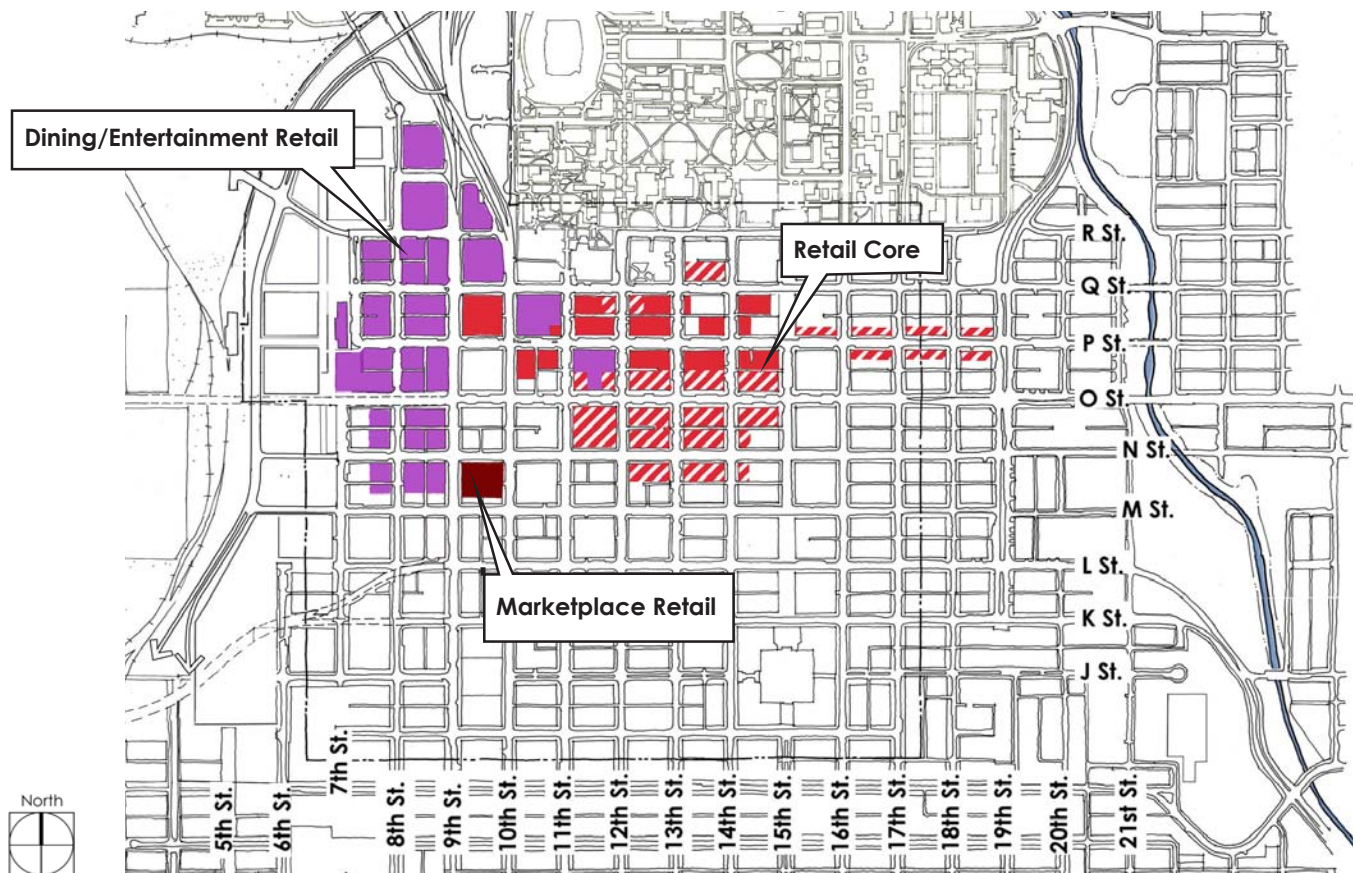 Dining/Entertainment Retail
Retail Core
R St.
Q St.
P St.
O St.
N St.
M St.
L St.
K St.
J St.
Marketplace Retail
North
5th St.
6th St.
7th St.
8th St.
9th St.
10th St.
11th St.
12th St.
13th St.
14th St.
15th St.
16th St.
17th St.
18th St.
19th St.
20th St.
21st St.